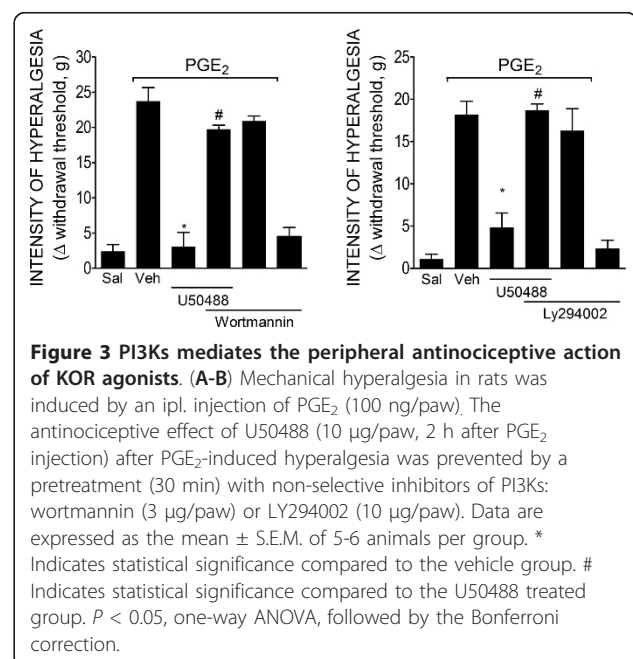 INTENSITY OF HYPERALGESIA
(Δ withdrawal threshold, g)
30
25
20
15
10
5
0
PGE₂
#
*
Sal Veh
U50488
Wortmannin
INTENSITY OF HYPERALGESIA
(Δ withdrawal threshold, g)
25
20
15
10
5
0
PGE₂
#
*
Sal Veh
U50488
Ly294002
Figure 3 PI3Ks mediates the peripheral antinociceptive action
of KOR agonists. (A-B) Mechanical hyperalgesia in rats was
induced by an ipl. injection of PGE₂ (100 ng/paw). The
antinociceptive effect of U50488 (10 μg/paw, 2 h after PGE₂
injection) after PGE₂-induced hyperalgesia was prevented by a
pretreatment (30 min) with non-selective inhibitors of PI3Ks:
wortmannin (3 μg/paw) or LY294002 (10 μg/paw). Data are
expressed as the mean ± S.E.M. of 5-6 animals per group. *
Indicates statistical significance compared to the vehicle group. #
Indicates statistical significance compared to the U50488 treated
group. P < 0.05, one-way ANOVA, followed by the Bonferroni
correction.